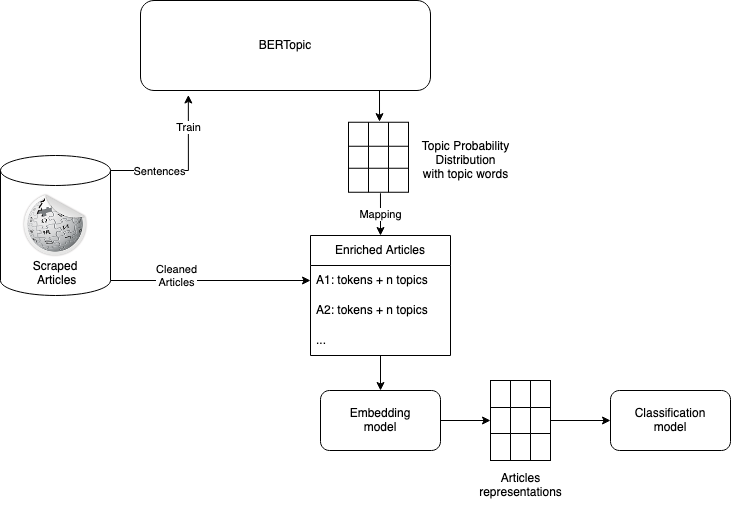 BERTopic
Train
Sentences
Topic Probability
Distribution
with topic words
Mapping
Scraped
Articles
Cleaned
Articles
Enriched Articles
A1: tokens + n topics
A2: tokens + n topics
...
Embedding
model
Classification
model
Articles
representations